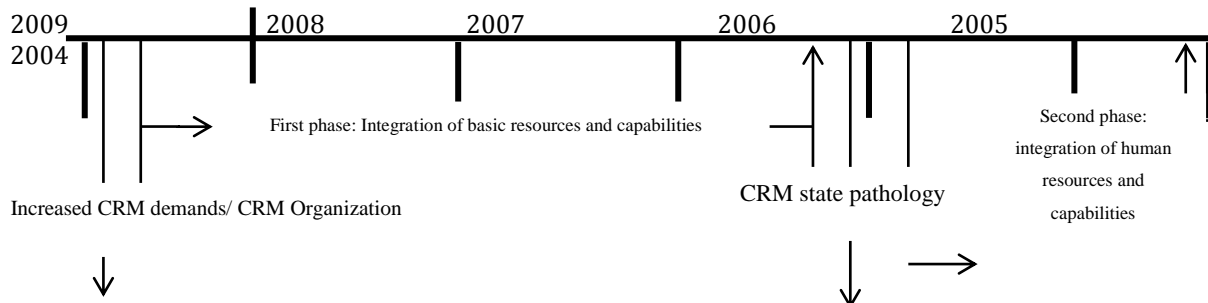 2009 2008 2007 2006 2005
2004
First phase: Integration of basic resources and capabilities
Second phase:
integration of human
resources and
capabilities
CRM state pathology
Increased CRM demands/ CRM Organization